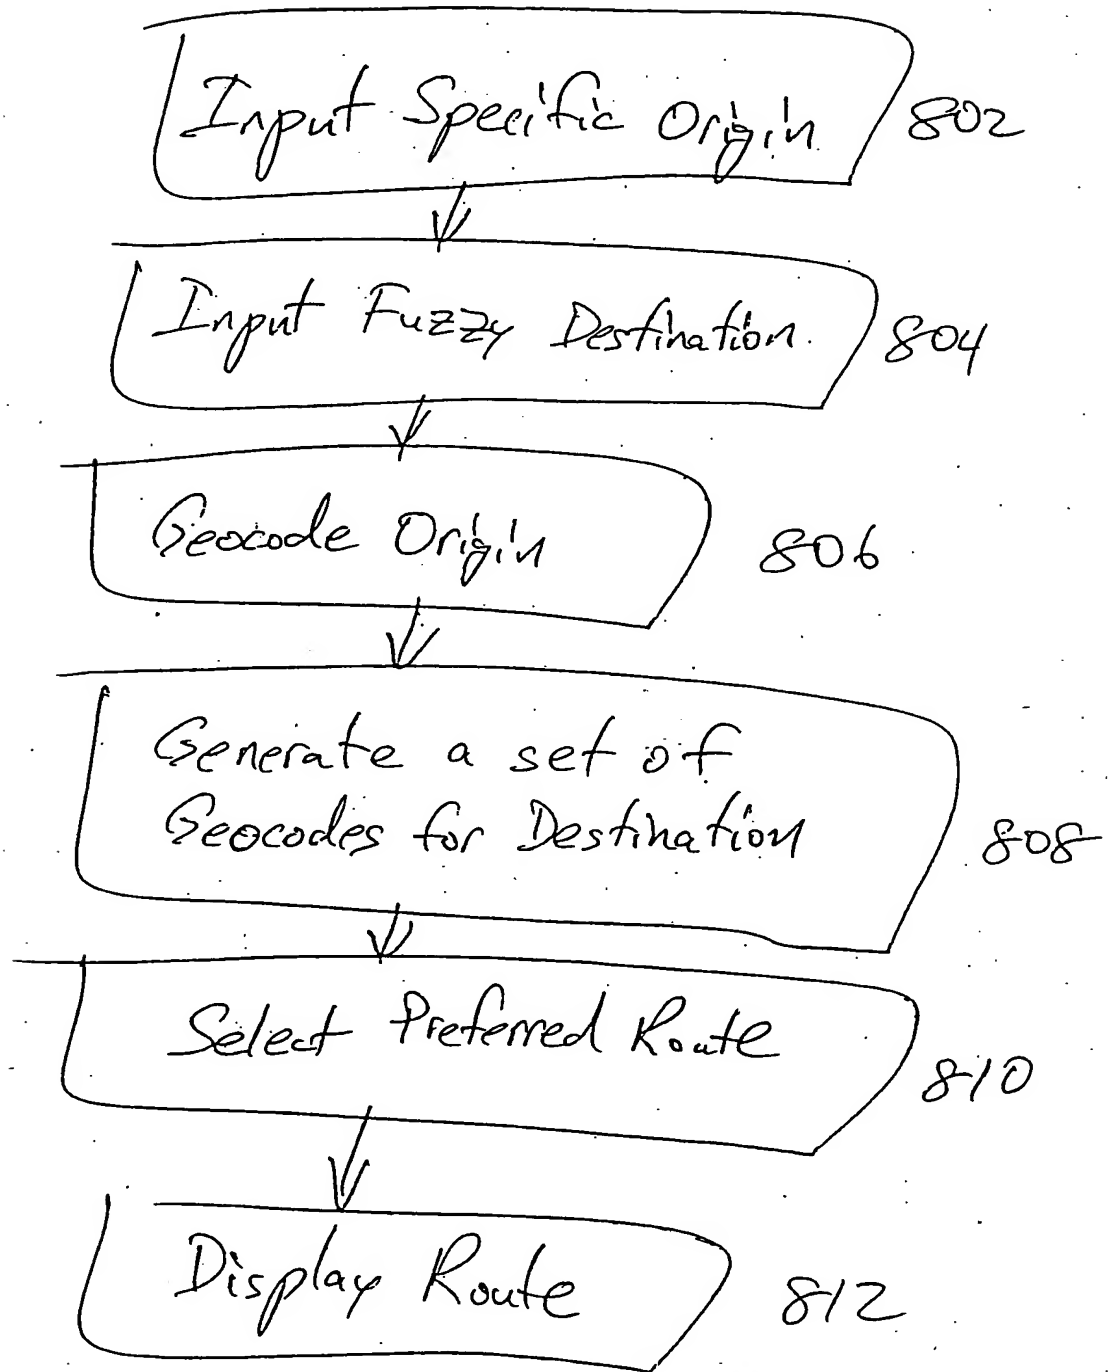 Input Specific Origin 802
Input Fuzzy Destination 804
Geocode Origin 806
Generate a set of
Geocodes for Destination 808
Select Preferred Route 810
Display Route 812